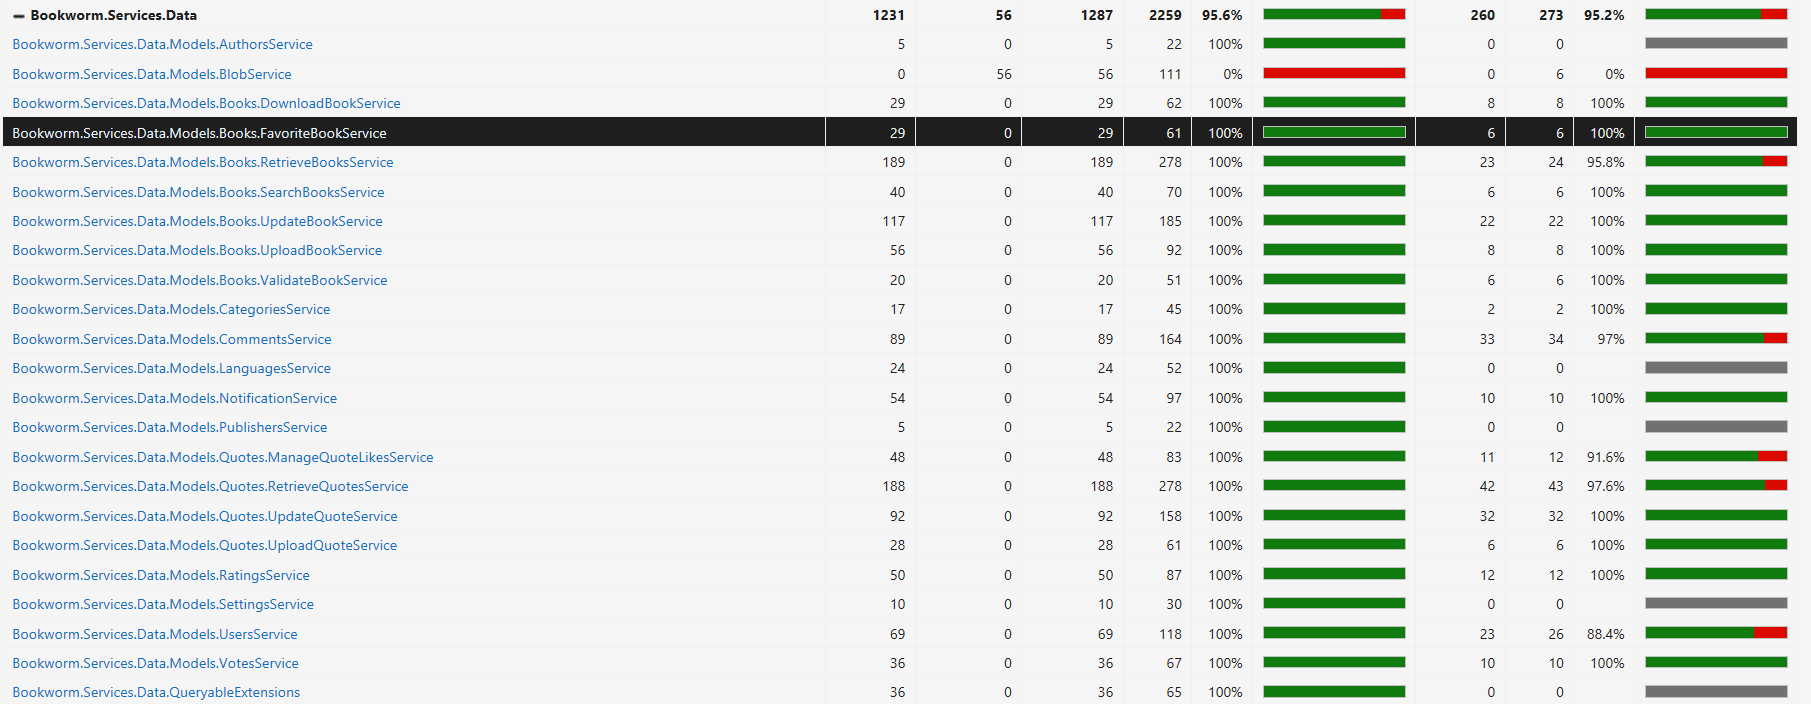 Bookworm.Services.Data 1231 56 1287 2259 95.6% 260 273 95.2%
Bookworm.Services.Data.Models.AuthorsService 5 0 5 22 100% 0 0
Bookworm.Services.Data.Models.BlobService 0 56 56 111 0% 0 6 0%
Bookworm.Services.Data.Models.Books.DownloadBookService 29 0 29 62 100% 8 8 100%
Bookworm.Services.Data.Models.Books.FavoriteBookService 29 0 29 61 100% 6 6 100%
Bookworm.Services.Data.Models.Books.RetrieveBooksService 189 0 189 278 100% 23 24 95.8%
Bookworm.Services.Data.Models.Books.SearchBooksService 40 0 40 70 100% 6 6 100%
Bookworm.Services.Data.Models.Books.UpdateBookService 117 0 117 185 100% 22 22 100%
Bookworm.Services.Data.Models.Books.UploadBookService 56 0 56 92 100% 8 8 100%
Bookworm.Services.Data.Models.Books.ValidateBookService 20 0 20 51 100% 6 6 100%
Bookworm.Services.Data.Models.CategoriesService 17 0 17 45 100% 2 2 100%
Bookworm.Services.Data.Models.CommentsService 89 0 89 164 100% 33 34 97%
Bookworm.Services.Data.Models.LanguagesService 24 0 24 52 100% 0 0
Bookworm.Services.Data.Models.NotificationService 54 0 54 97 100% 10 10 100%
Bookworm.Services.Data.Models.PublishersService 5 0 5 22 100% 0 0
Bookworm.Services.Data.Models.Quotes.ManageQuoteLikesService 48 0 48 83 100% 11 12 91.6%
Bookworm.Services.Data.Models.Quotes.RetrieveQuotesService 188 0 188 278 100% 42 43 97.6%
Bookworm.Services.Data.Models.Quotes.UpdateQuoteService 92 0 92 158 100% 32 32 100%
Bookworm.Services.Data.Models.Quotes.UploadQuoteService 28 0 28 61 100% 6 6 100%
Bookworm.Services.Data.Models.RatingsService 50 0 50 87 100% 12 12 100%
Bookworm.Services.Data.Models.SettingsService 10 0 10 30 100% 0 0
Bookworm.Services.Data.Models.UsersService 69 0 69 118 100% 23 26 88.4%
Bookworm.Services.Data.Models.VotesService 36 0 36 67 100% 10 10 100%
Bookworm.Services.Data.QueryableExtensions 36 0 36 65 100% 0 0